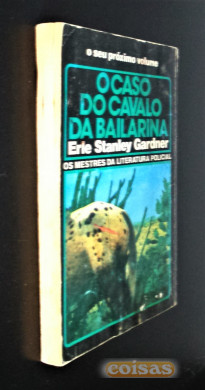 o seu próximo volume
O CASO
DO CAVALO
DA BAILARINA
Erle Stanley Gardner
OS MESTRES DA LITERATURA POLICIAL
coisas